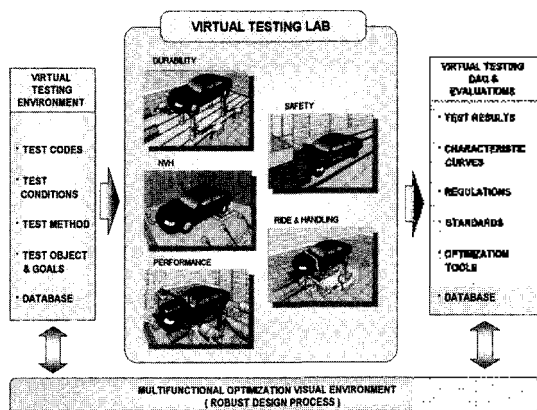 VIRTUAL TESTING LAB
VIRTUAL
TESTING
ENVIRONMENT
· TEST CODES
· TEST
CONDITIONS
· TEST METHOD
· TEST OBJECT
& GOALS
· DATABASE
DURABILITY
SAFETY
NVH
RIDE & HANDLING
PERFORMANCE
VIRTUAL TESTING
DAQ &
EVALUATIONS
· TEST RESULTS
· CHARACTERISTIC
CURVES
· REGULATIONS
· STANDARDS
· OPTIMIZATION
TOOLS
· DATABASE
MULTIFUNCTIONAL OPTIMIZATION VISUAL ENVIRONMENT
( ROBUST DESIGN PROCESS )